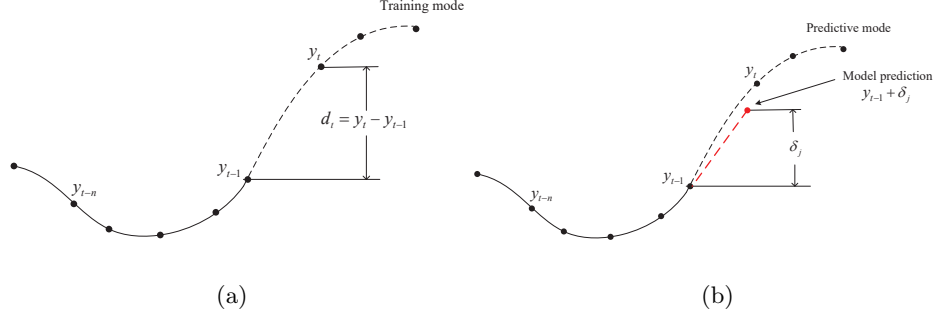 Training mode
y_t
d_t = y_t − y_{t−1}
y_{t−1}
y_{t−n}
(a)
Predictive mode
y_t
Model prediction
y_{t−1} + δ_j
δ_j
y_{t−1}
y_{t−n}
(b)